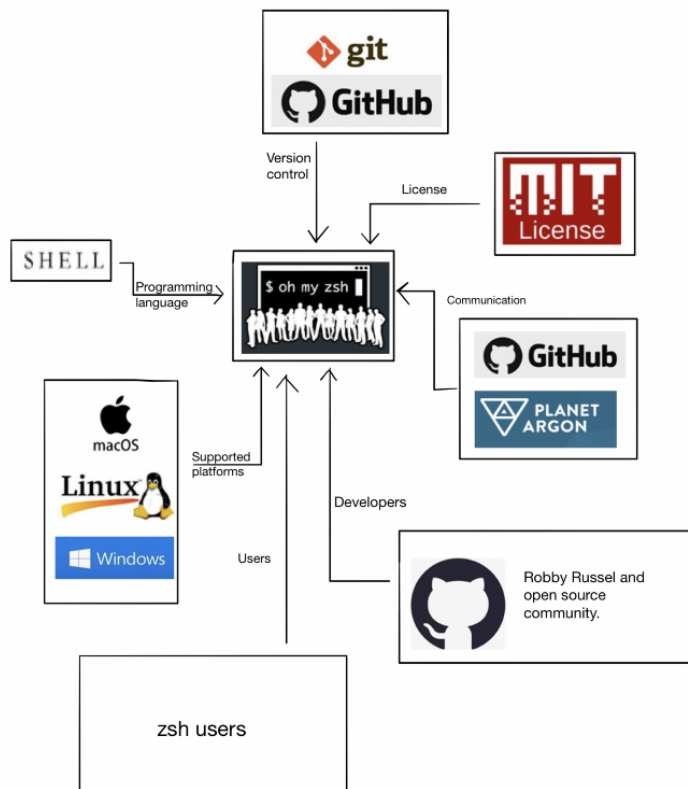 git
GitHub
Version
control
License
MIT
License
SHELL
Programming
language
$ oh my zsh
Communication
GitHub
PLANET
ARGON
macOS
Linux
Windows
Supported
platforms
Developers
Users
Robby Russel and
open source
community.
zsh users